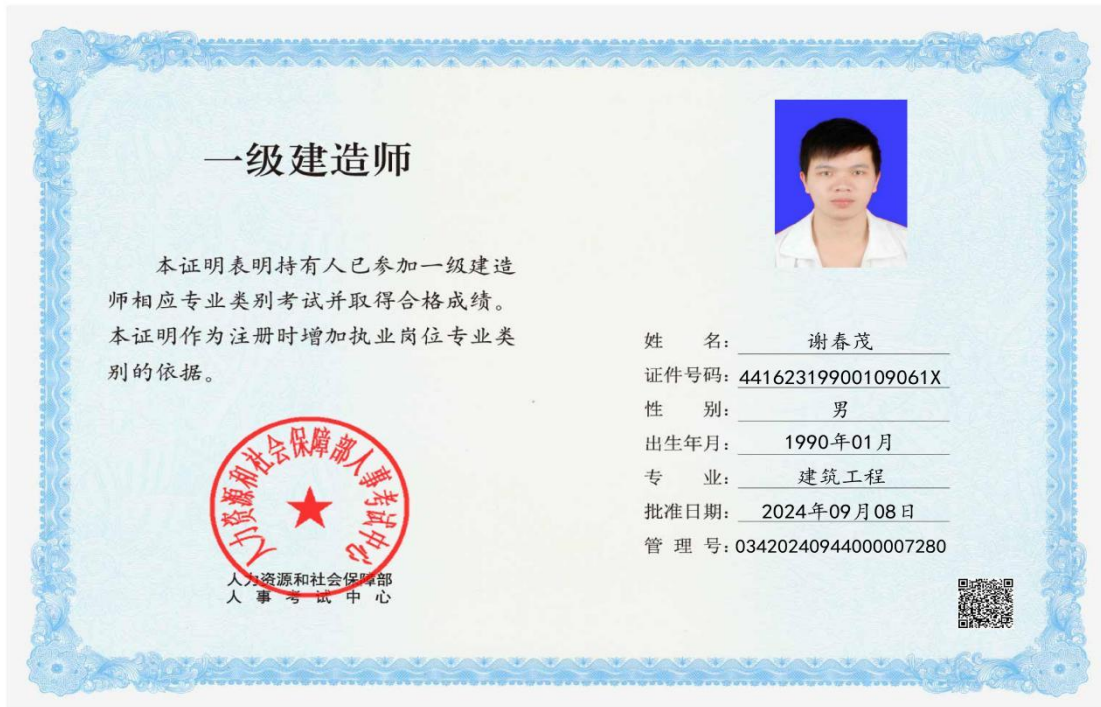 一级建造师
本证明表明持有人已参加一级建造
师相应专业类别考试并取得合格成绩。
本证明作为注册时增加执业岗位专业类
别的依据。
人力资源和社会保障部人事考试中心
人力资源和社会保障部
人事考试中心
姓 名: 谢春茂
证件号码: 44162319900109061X
性 别: 男
出生年月: 1990年01月
专 业: 建筑工程
批准日期: 2024年09月08日
管 理 号: 03420240944000007280